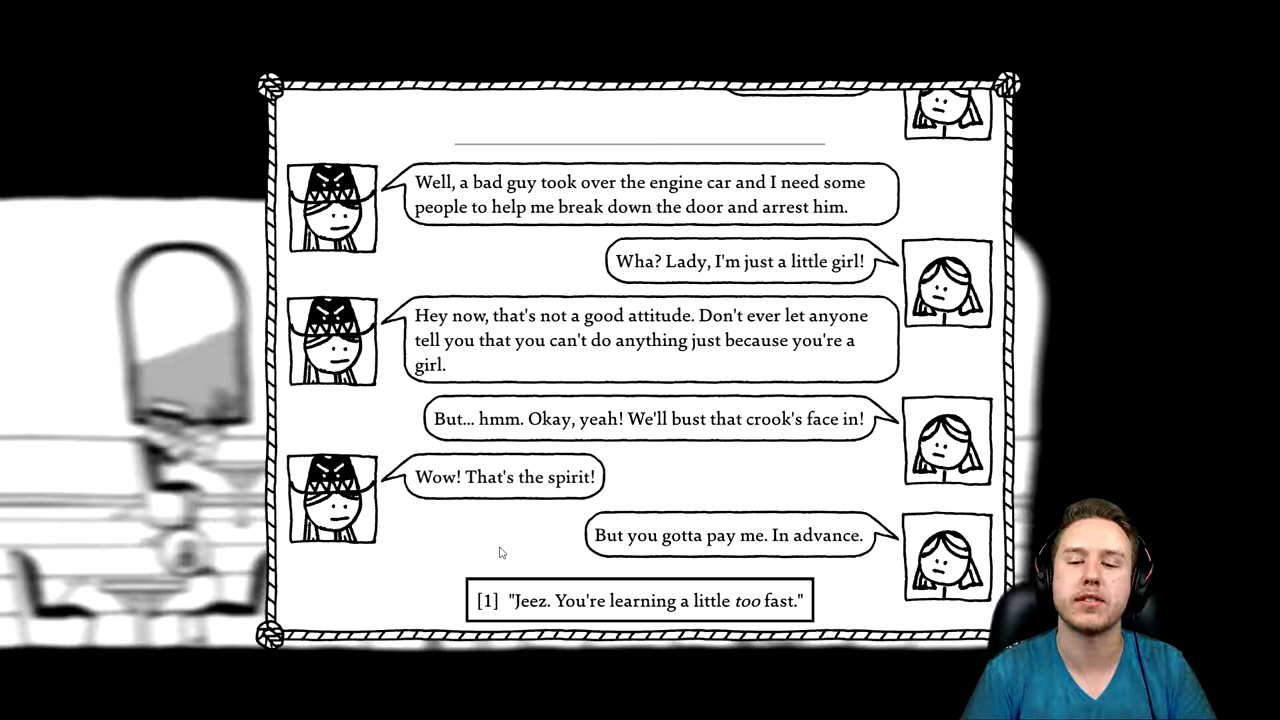 Well, a bad guy took over the engine car and I need some
people to help me break down the door and arrest him.
Wha? Lady, I'm just a little girl!
Hey now, that's not a good attitude. Don't ever let anyone
tell you that you can't do anything just because you're a
girl.
But... hmm. Okay, yeah! We'll bust that crook's face in!
Wow! That's the spirit!
But you gotta pay me. In advance.
[1] "Jeez. You're learning a little too fast."